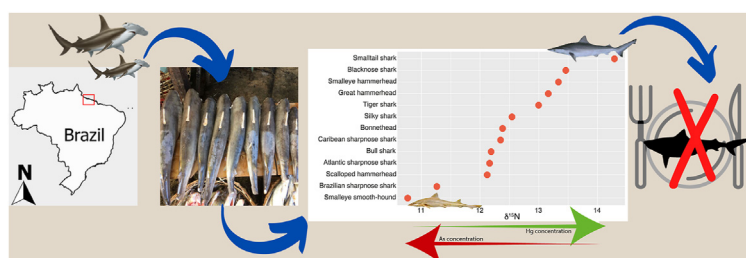 Brazil
N
Smalltail shark
Blacknose shark
Smalleye hammerhead
Great hammerhead
Tiger shark
Silky shark
Bonnethead
Caribean sharpnose shark
Bull shark
Atlantic sharpnose shark
Scalloped hammerhead
Brazilian sharpnose shark
Smalleye smooth-hound
11 12 13 14
δ¹⁵N
Hg concentration
As concentration